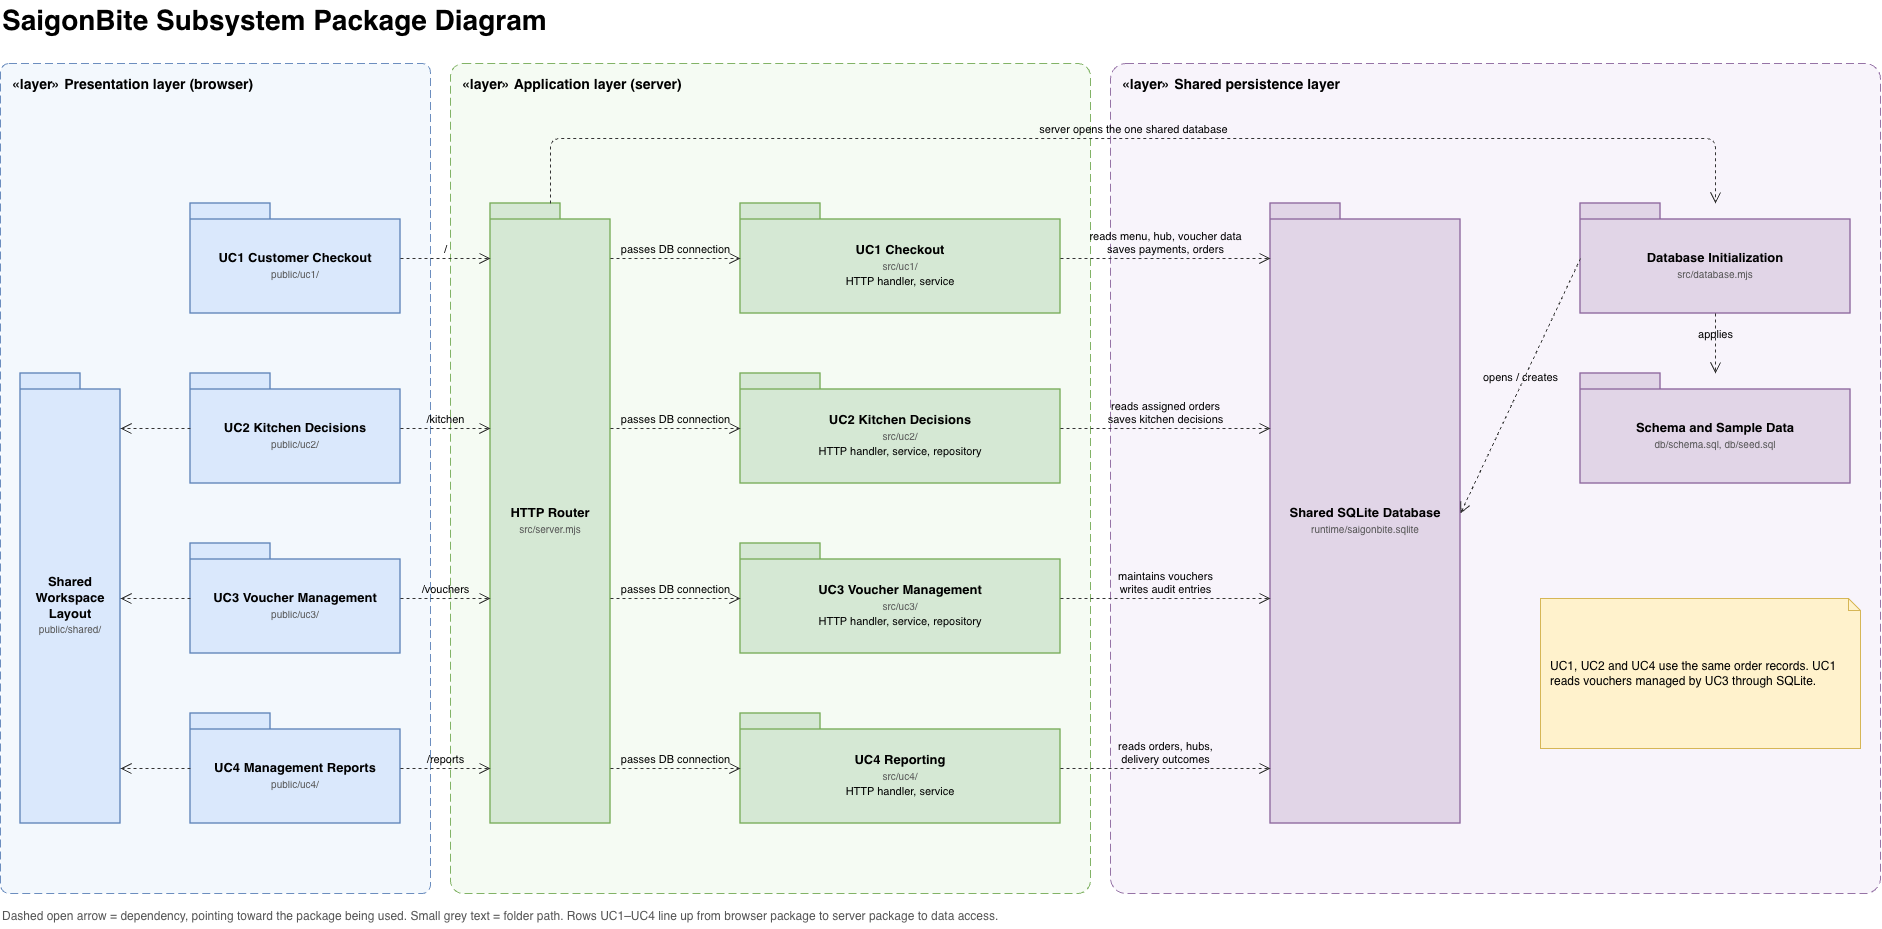 SaigonBite Subsystem Package Diagram
«layer» Presentation layer (browser)
«layer» Application layer (server)
«layer» Shared persistence layer
server opens the one shared database
UC1 Customer Checkout
public/uc1/
/
passes DB connection
UC1 Checkout
src/uc1/
HTTP handler, service
reads menu, hub, voucher data
saves payments, orders
Database Initialization
src/database.mjs
applies
opens / creates
UC2 Kitchen Decisions
public/uc2/
/kitchen
passes DB connection
UC2 Kitchen Decisions
src/uc2/
HTTP handler, service, repository
reads assigned orders
saves kitchen decisions
Schema and Sample Data
db/schema.sql, db/seed.sql
HTTP Router
src/server.mjs
Shared SQLite Database
runtime/saigonbite.sqlite
Shared
Workspace
Layout
public/shared/
UC3 Voucher Management
public/uc3/
/vouchers
passes DB connection
UC3 Voucher Management
src/uc3/
HTTP handler, service, repository
maintains vouchers
writes audit entries
UC1, UC2 and UC4 use the same order records. UC1
reads vouchers managed by UC3 through SQLite.
UC4 Management Reports
public/uc4/
/reports
passes DB connection
UC4 Reporting
src/uc4/
HTTP handler, service
reads orders, hubs,
delivery outcomes
Dashed open arrow = dependency, pointing toward the package being used. Small grey text = folder path. Rows UC1–UC4 line up from browser package to server package to data access.